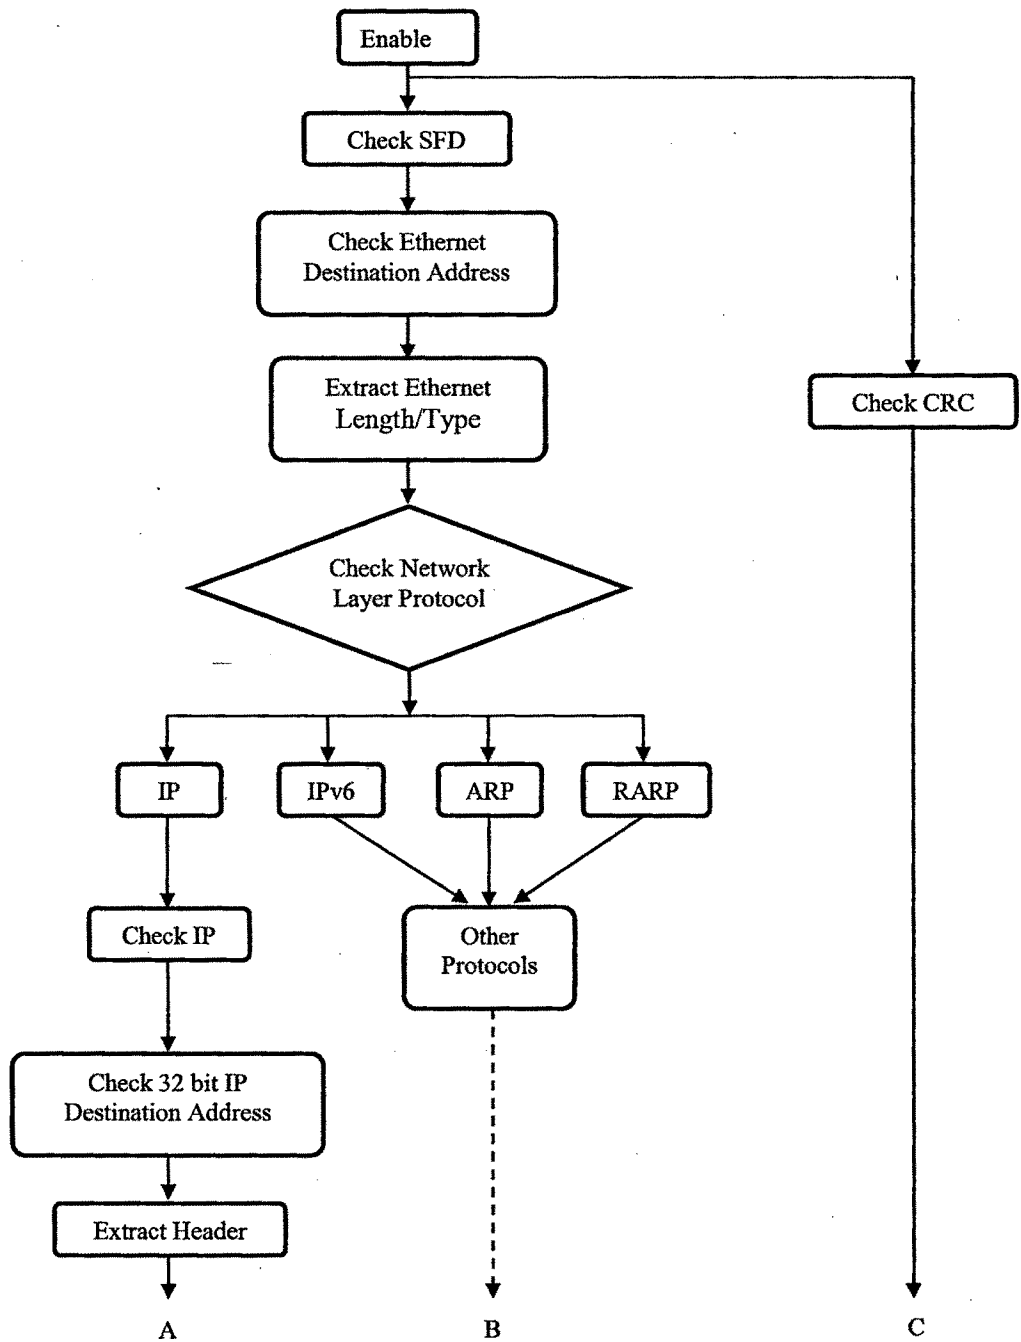 Enable
Check SFD
Check Ethernet
Destination Address
Extract Ethernet
Length/Type
Check CRC
Check Network
Layer Protocol
IP
IPv6
ARP
RARP
Check IP
Other
Protocols
Check 32 bit IP
Destination Address
Extract Header
A
B
C